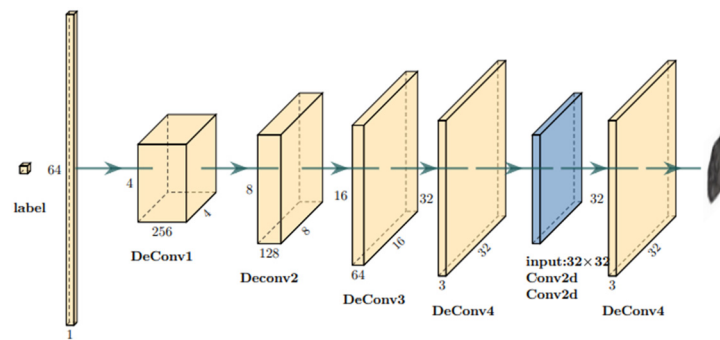 label
64
1
4
256
4
DeConv1
8
128
8
Deconv2
16
64
16
DeConv3
32
3
32
DeConv4
input:32×32
Conv2d
Conv2d
32
3
32
DeConv4